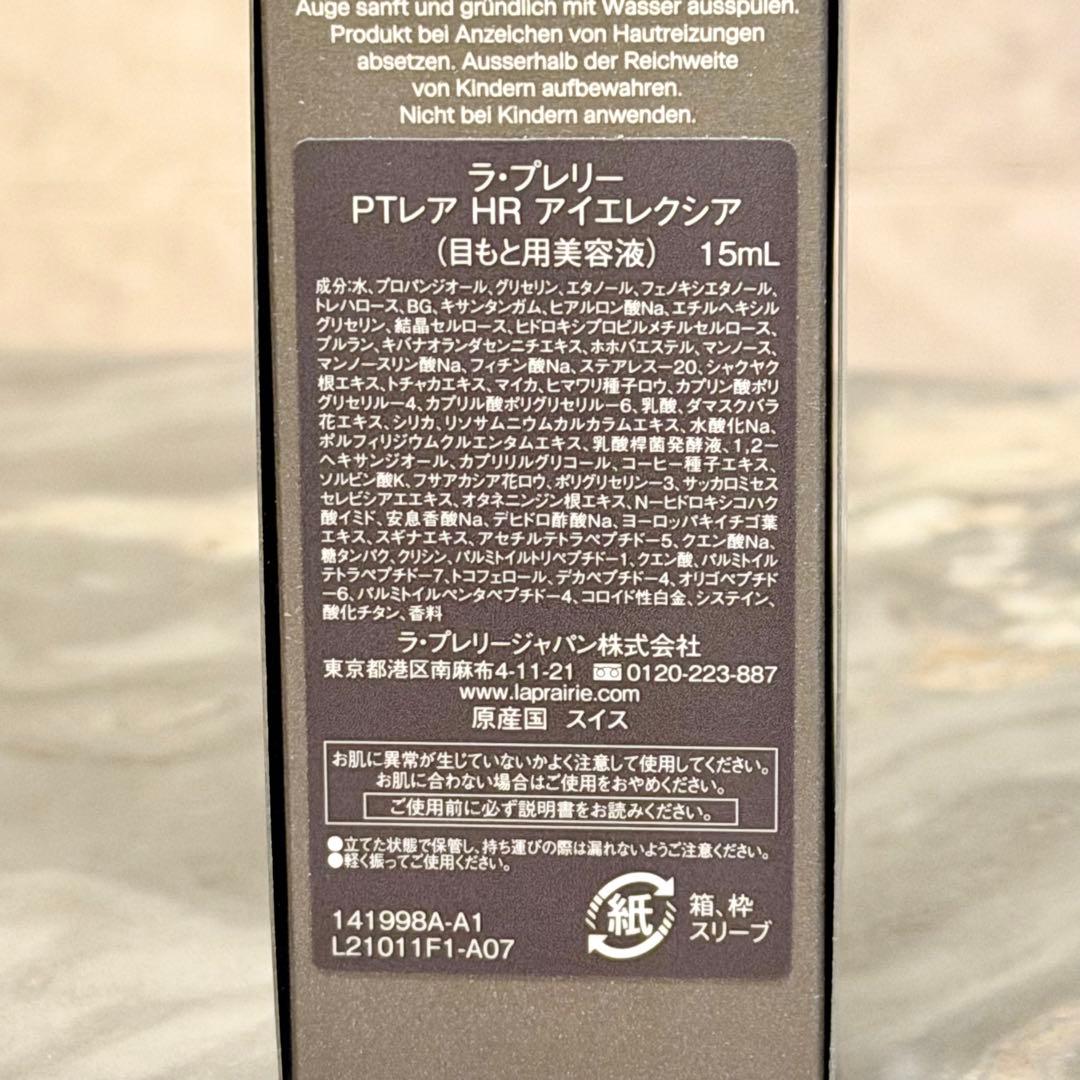 Auge sanft und gründlich mit Wasser ausspülen.
Produkt bei Anzeichen von Hautreizungen
absetzen. Ausserhalb der Reichweite
von Kindern aufbewahren.
Nicht bei Kindern anwenden.
ラ・プレリー
PTレア HR アイエレクシア
(目もと用美容液) 15mL
成分:水、プロパンジオール、グリセリン、エタノール、フェノキシエタノール、
トレハロース、BG、キサンタンガム、ヒアルロン酸Na、エチルヘキシル
グリセリン、結晶セルロース、ヒドロキシプロピルメチルセルロース、
プルラン、キバナオランダセンニチエキス、ホホバエステル、マンノース、
マンノースリン酸Na、フィチン酸Na、ステアレスー20、シャクヤク
根エキス、トチャカエキス、マイカ、ヒマワリ種子ロウ、カプリン酸ポリ
グリセリルー4、カプリル酸ポリグリセリルー6、乳酸、ダマスクバラ
花エキス、シリカ、リソサムニウムカルカラムエキス、水酸化Na、
ポルフィリジウムクルエンタムエキス、乳酸桿菌発酵液、1,2ー
ヘキサンジオール、カプリリルグリコール、コーヒー種子エキス、
ソルビン酸K、フサアカシア花ロウ、ポリグリセリンー3、サッカロミセス
セレビシアエエキス、オタネニンジン根エキス、Nーヒドロキシコハク
酸イミド、安息香酸Na、デヒドロ酢酸Na、ヨーロッパキイチゴ葉
エキス、スギナエキス、アセチルテトラペプチドー5、クエン酸Na、
糖タンパク、クリシン、パルミトイルトリペプチドー1、クエン酸、パルミトイル
テトラペプチドー7、トコフェロール、デカペプチドー4、オリゴペプチド
ー6、パルミトイルペンタペプチドー4、コロイド性白金、システイン、
酸化チタン、香料
ラ・プレリージャパン株式会社
東京都港区南麻布4-11-21 0120-223-887
www.laprairie.com
原産国 スイス
お肌に異常が生じていないかよく注意して使用してください。
お肌に合わない場合はご使用をおやめください。
ご使用前に必ず説明書をお読みください。
●立てた状態で保管し、持ち運びの際は漏れないようご注意ください。
●軽く振ってご使用ください。
紙 箱、枠
スリーブ
141998A-A1
L21011F1-A07